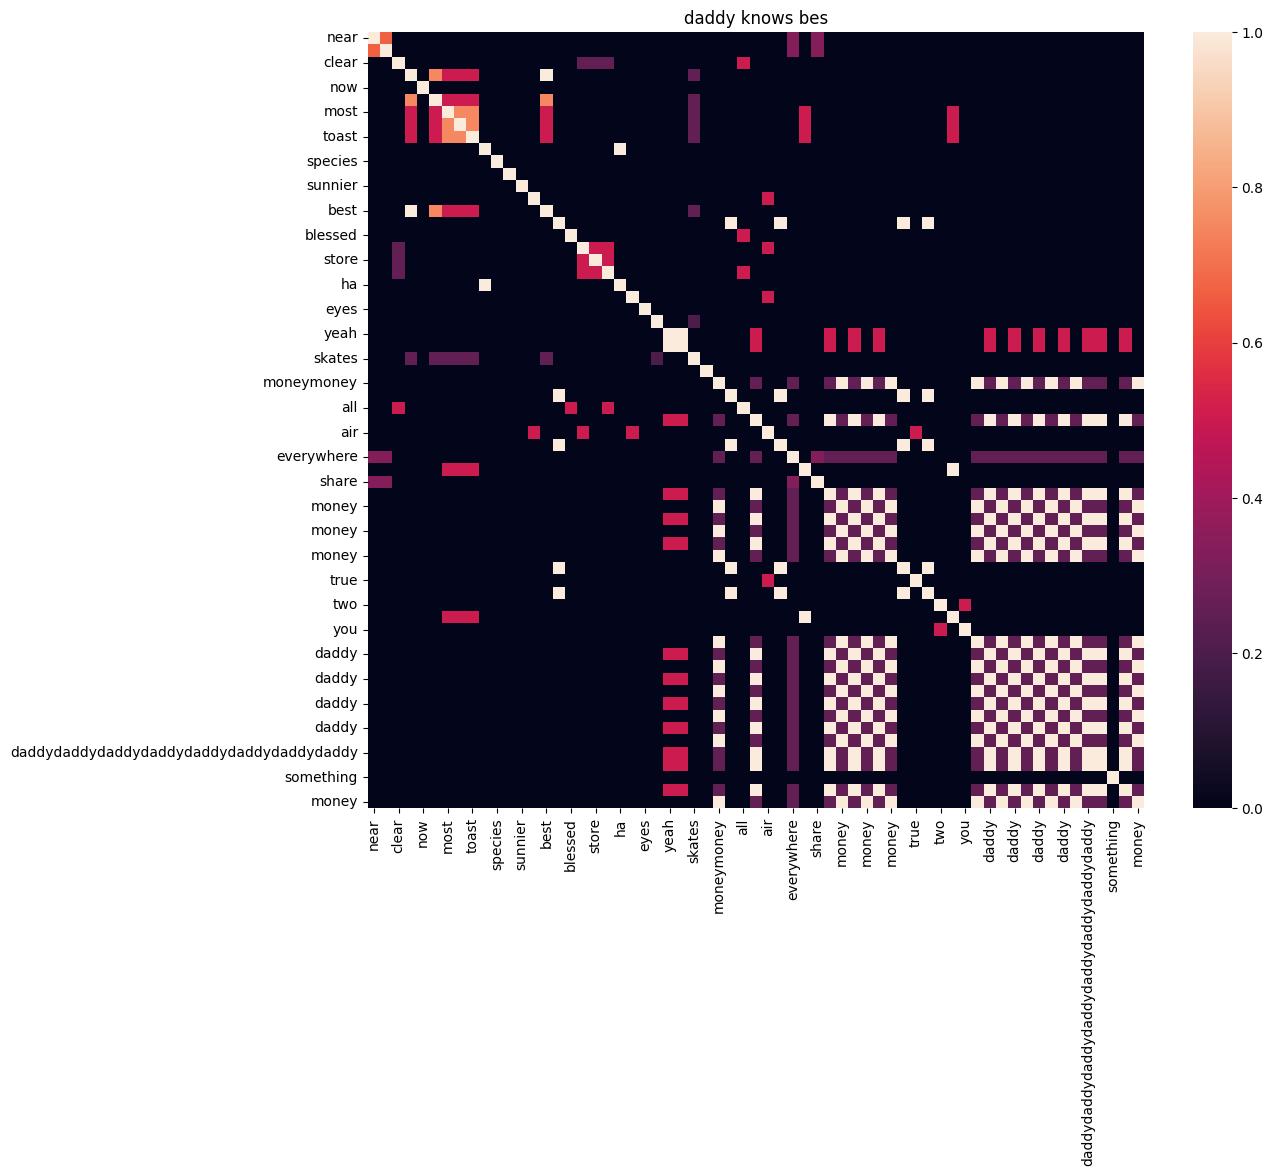 daddy knows bes
near
clear
now
most
toast
species
sunnier
best
blessed
store
ha
eyes
yeah
skates
moneymoney
all
air
everywhere
share
money
money
money
true
two
you
daddy
daddy
daddy
daddy
daddydaddydaddydaddydaddydaddydaddydaddy
something
money
near
clear
now
most
toast
species
sunnier
best
blessed
store
ha
eyes
yeah
skates
moneymoney
all
air
everywhere
share
money
money
money
true
two
you
daddy
daddy
daddy
daddy
daddydaddydaddydaddydaddydaddydaddydaddy
something
money
1.0
0.8
0.6
0.4
0.2
0.0